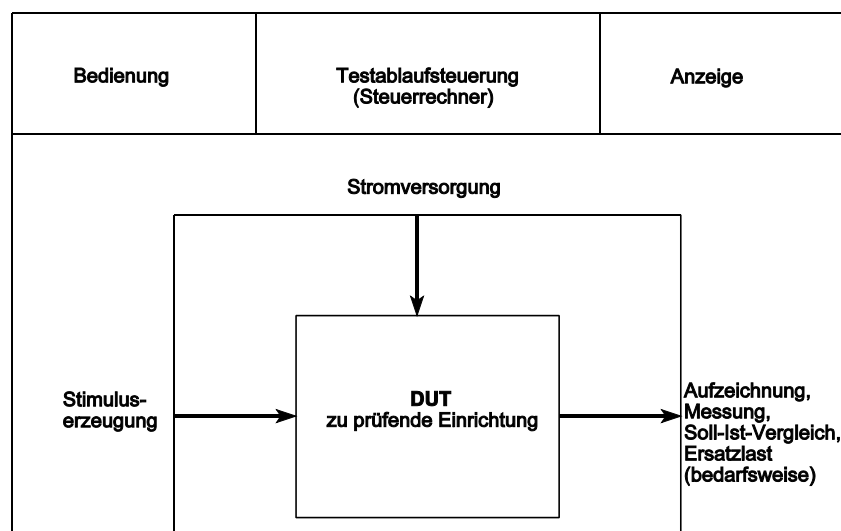 Bedienung
Testablaufsteuerung
(Steuerrechner)
Anzeige
Stromversorgung
Stimulus-
erzeugung
DUT
zu prüfende Einrichtung
Aufzeichnung,
Messung,
Soll-Ist-Vergleich,
Ersatzlast
(bedarfsweise)